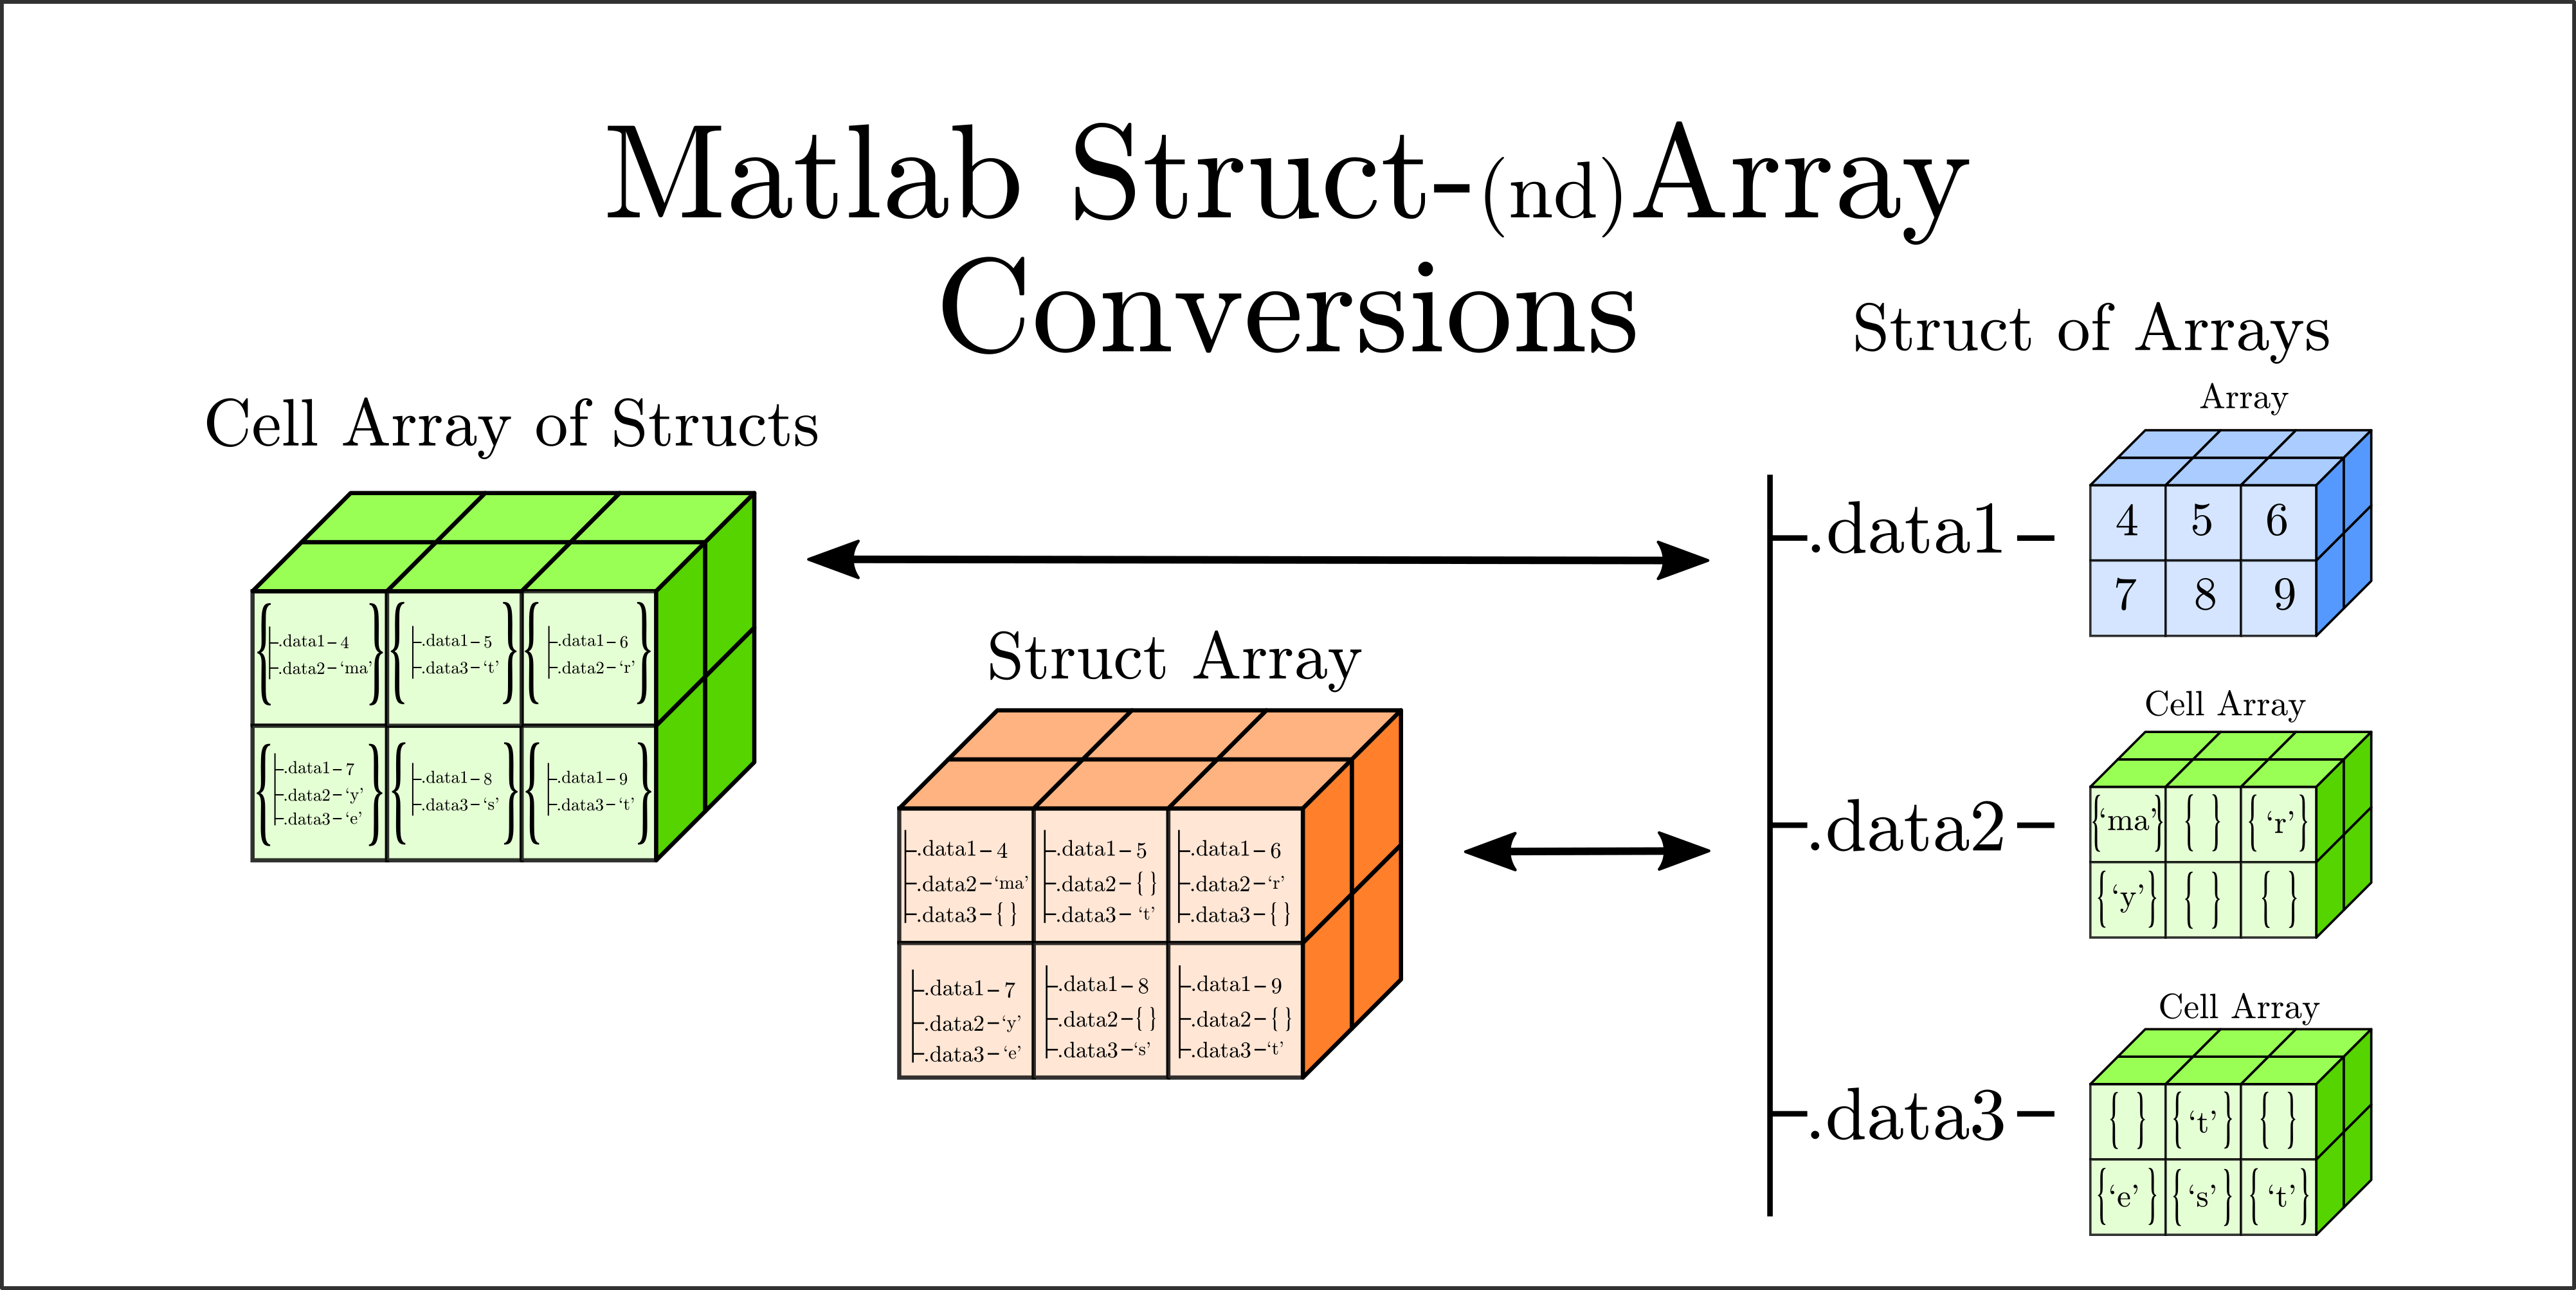 Matlab Struct-(nd)Array
Conversions
Cell Array of Structs
.data1-4
.data2-‘ma’
.data1-5
.data3-‘t’
.data1-6
.data2-‘r’
.data1-7
.data2-‘y’
.data3-‘e’
.data1-8
.data3-‘s’
.data1-9
.data3-‘t’
Struct Array
.data1-4
.data2-‘ma’
.data3-{ }
.data1-5
.data2-{ }
.data3-‘t’
.data1-6
.data2-‘r’
.data3-{ }
.data1-7
.data2-‘y’
.data3-‘e’
.data1-8
.data2-{ }
.data3-‘s’
.data1-9
.data2-{ }
.data3-‘t’
Struct of Arrays
.data1-
Array
4 5 6
7 8 9
.data2-
Cell Array
{‘ma’} { } {‘r’}
{‘y’} { } { }
.data3-
Cell Array
{ } {‘t’} { }
{‘e’} {‘s’} {‘t’}